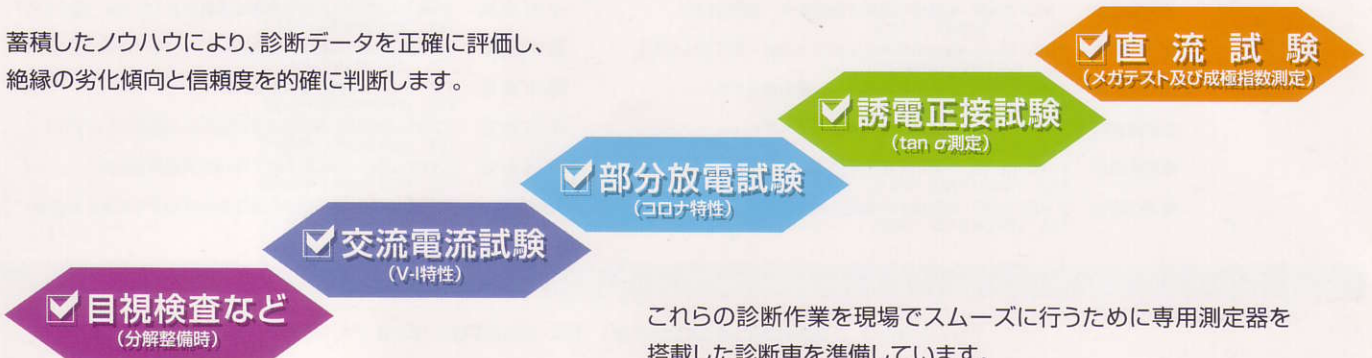 蓄積したノウハウにより、診断データを正確に評価し、
絶縁の劣化傾向と信頼度を的確に判断します。
直流試験
(メガテスト及び成極指数測定)
誘電正接試験
(tan σ測定)
部分放電試験
(コロナ特性)
交流電流試験
(V-I特性)
目視検査など
(分解整備時)
これらの診断作業を現場でスムーズに行うために専用測定器を
搭載した診断車を準備しています。